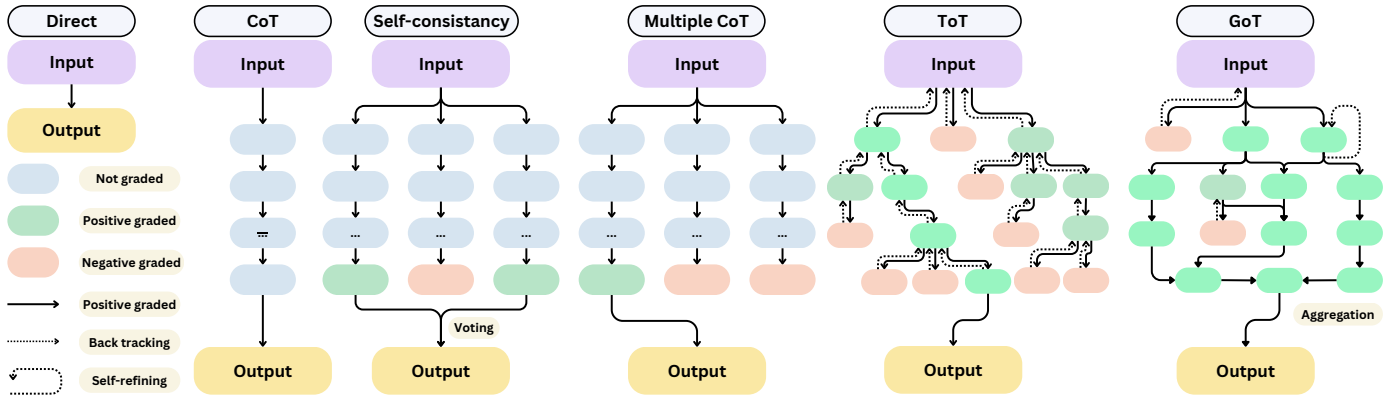 Direct
Input
Output
Not graded
Positive graded
Negative graded
Positive graded
Back tracking
Self-refining
CoT
Input
...
Output
Self-consistancy
Input
... ... ...
Voting
Output
Multiple CoT
Input
... ... ...
Output
ToT
Input
Output
GoT
Input
Aggregation
Output